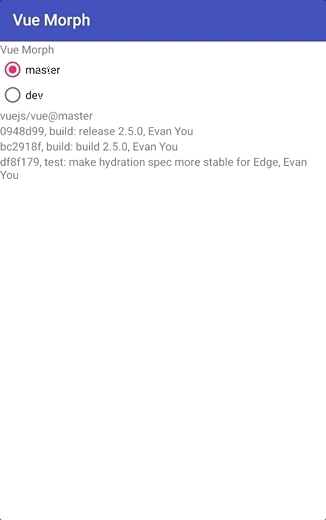 Vue Morph
Vue Morph
master
dev
vuejs/vue@master
0948d99, build: release 2.5.0, Evan You
bc2918f, build: build 2.5.0, Evan You
df8f179, test: make hydration spec more stable for Edge, Evan
You